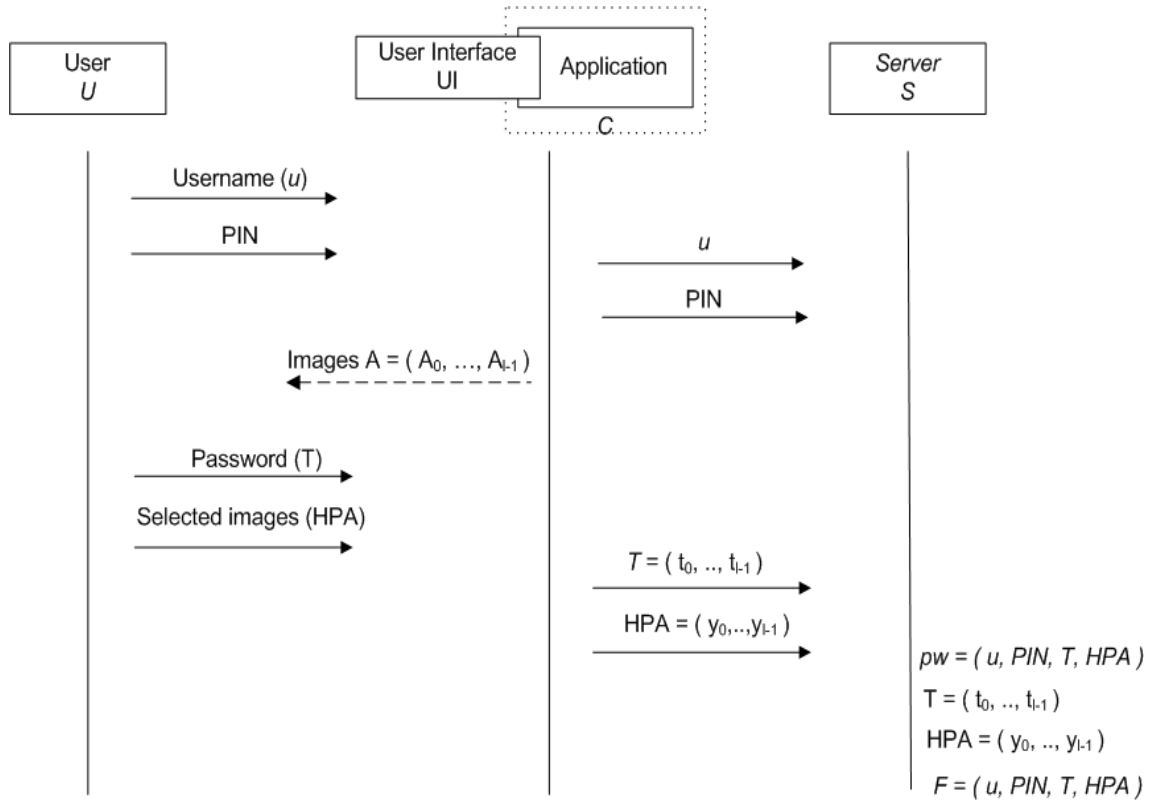 User
U
User Interface
UI
Application
C
Server
S
Username (u)
PIN
u
PIN
Images A = ( A₀, ..., Aₗ₋₁ )
Password (T)
Selected images (HPA)
T = ( t₀, .., tₗ₋₁ )
HPA = ( y₀,..,yₗ₋₁ )
pw = ( u, PIN, T, HPA )
T = ( t₀, .., tₗ₋₁ )
HPA = ( y₀, .., yₗ₋₁ )
F = ( u, PIN, T, HPA )